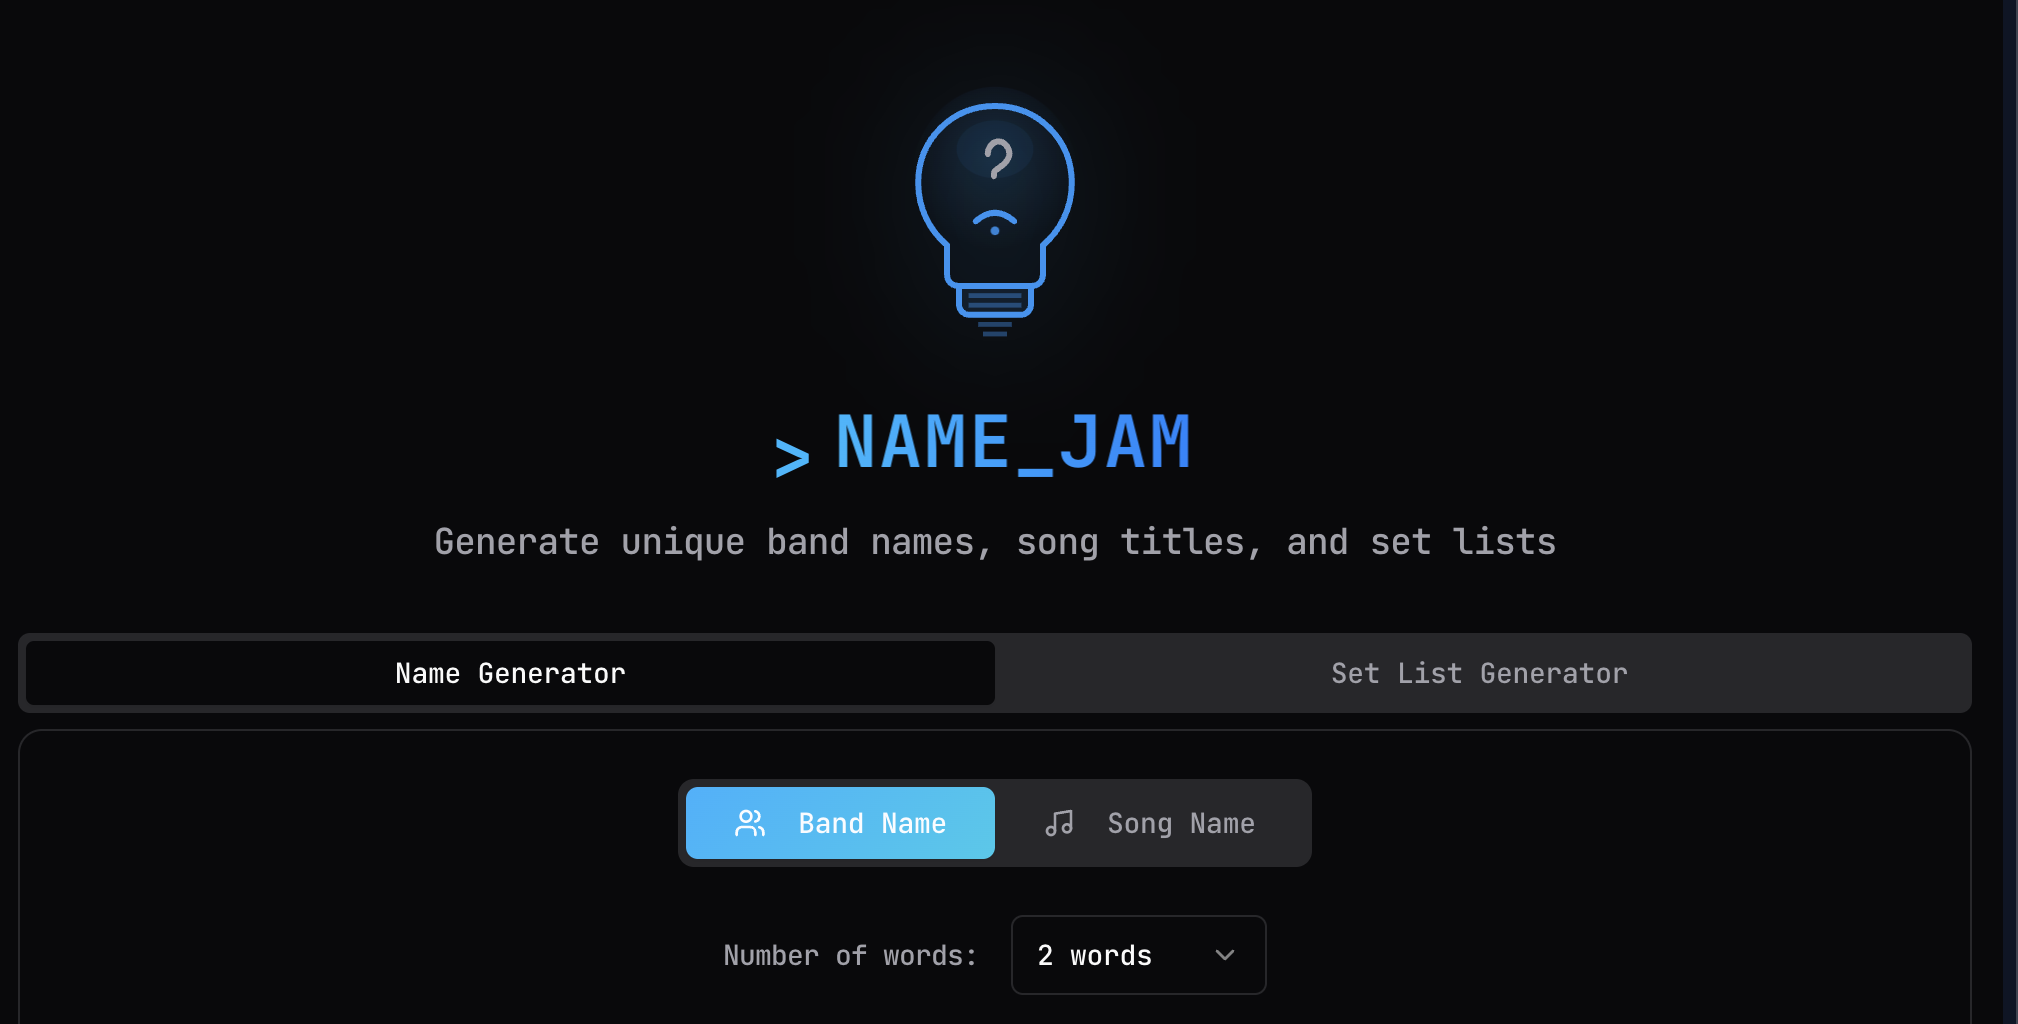 ?
> NAME_JAM
Generate unique band names, song titles, and set lists
Name Generator
Set List Generator
Band Name
Song Name
Number of words:
2 words